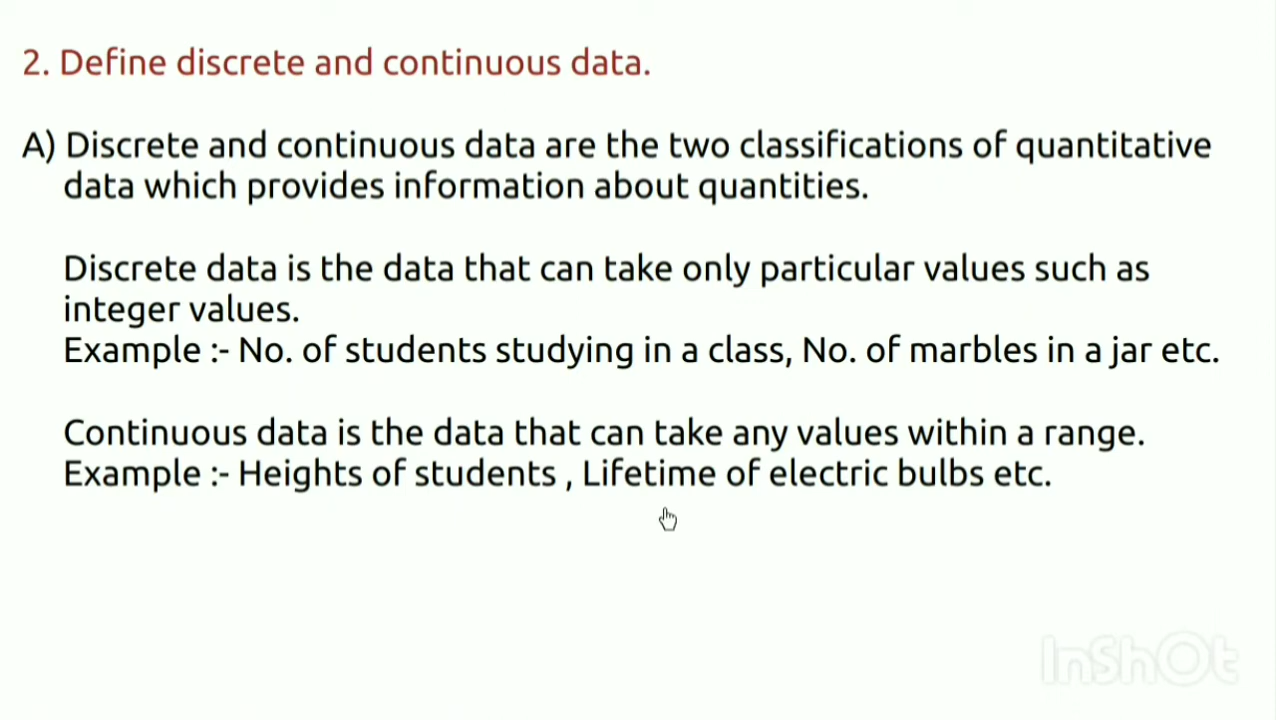 2. Define discrete and continuous data.
A) Discrete and continuous data are the two classifications of quantitative
data which provides information about quantities.
Discrete data is the data that can take only particular values such as
integer values.
Example :- No. of students studying in a class, No. of marbles in a jar etc.
Continuous data is the data that can take any values within a range.
Example :- Heights of students , Lifetime of electric bulbs etc.
InShOt